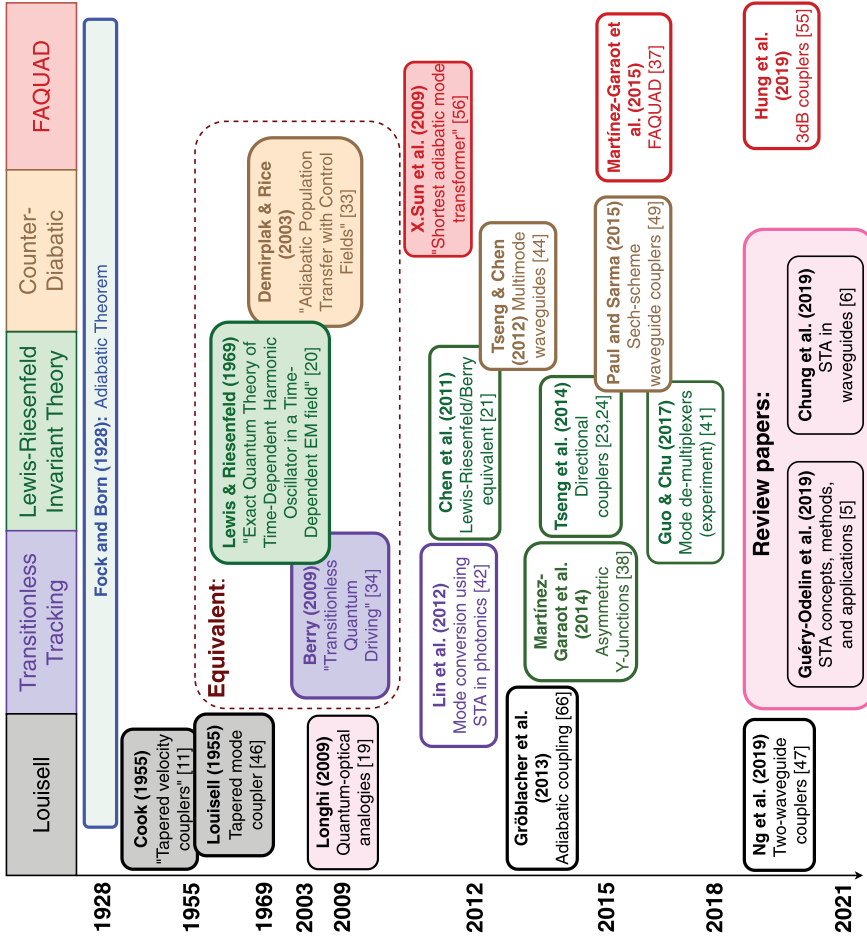 Louisell
Transitionless
Tracking
Lewis-Riesenfeld
Invariant Theory
Counter-
Diabatic
FAQUAD
Fock and Born (1928): Adiabatic Theorem
Cook (1955)
"Tapered velocity
couplers" [11]
Louisell (1955)
Tapered mode
coupler [46]
Equivalent:
Lewis & Riesenfeld (1969)
"Exact Quantum Theory of
Time-Dependent Harmonic
Oscillator in a Time-
Dependent EM field" [20]
Demirplak & Rice
(2003)
"Adiabatic Population
Transfer with Control
Fields" [33]
Berry (2009)
"Transitionless
Quantum
Driving" [34]
Longhi (2009)
Quantum-optical
analogies [19]
X.Sun et al. (2009)
"Shortest adiabatic mode
transformer" [56]
Lin et al. (2012)
Mode conversion using
STA in photonics [42]
Chen et al. (2011)
Lewis-Riesenfeld/Berry
equivalent [21]
Tseng & Chen
(2012) Multimode
waveguides [44]
Gröblacher et al.
(2013)
Adiabatic coupling [66]
Martínez-
Garaot et al.
(2014)
Asymmetric
Y-Junctions [38]
Tseng et al. (2014)
Directional
couplers [23,24]
Paul and Sarma (2015)
Sech-scheme
waveguide couplers [49]
Martínez-Garaot et
al. (2015)
FAQUAD [37]
Guo & Chu (2017)
Mode de-multiplexers
(experiment) [41]
Ng et al. (2019)
Two-waveguide
couplers [47]
Review papers:
Guéry-Odelin et al. (2019)
STA concepts, methods,
and applications [5]
Chung et al. (2019)
STA in
waveguides [6]
Hung et al.
(2019)
3dB couplers [55]
1928
1955
1969
2003
2009
2012
2015
2018
2021